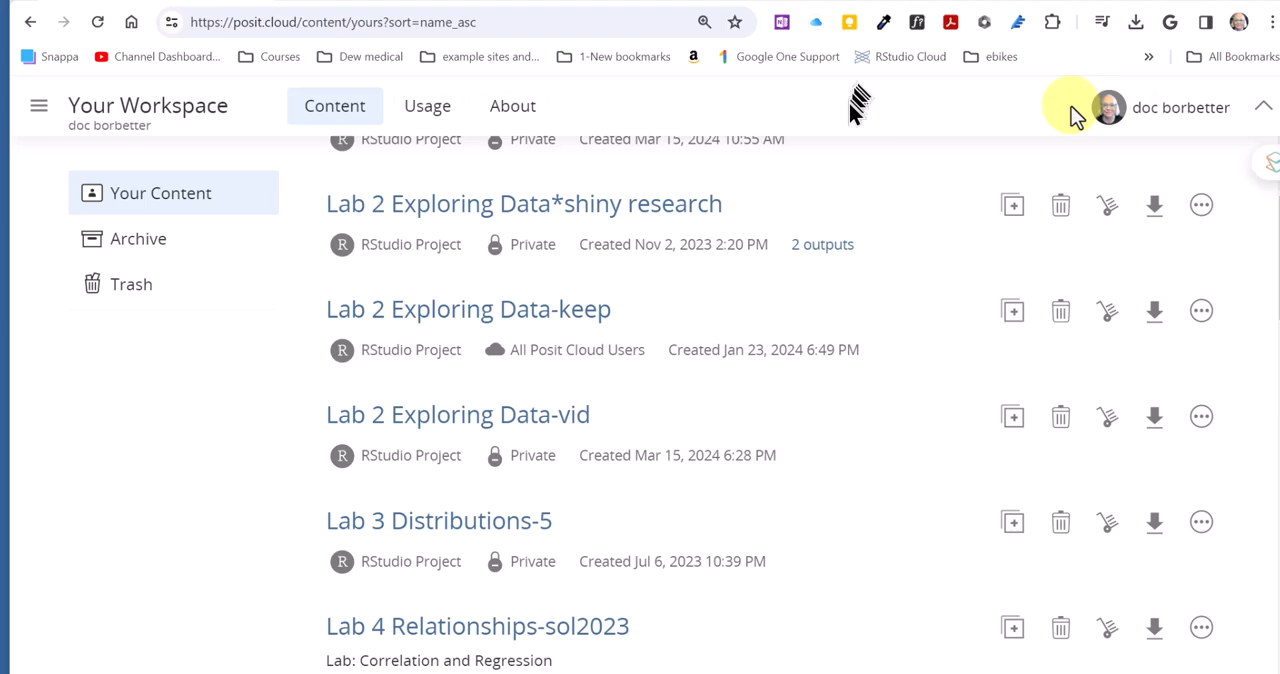 https://posit.cloud/content/yours?sort=name_asc
Snappa Channel Dashboard... Courses Dew medical example sites and... 1-New bookmarks Google One Support RStudio Cloud ebikes » All Bookmarks
Your Workspace
doc borbetter
Content Usage About
doc borbetter
RStudio Project Private Created Mar 15, 2024 10:55 AM
Your Content
Archive
Trash
Lab 2 Exploring Data*shiny research
RStudio Project Private Created Nov 2, 2023 2:20 PM 2 outputs
Lab 2 Exploring Data-keep
RStudio Project All Posit Cloud Users Created Jan 23, 2024 6:49 PM
Lab 2 Exploring Data-vid
RStudio Project Private Created Mar 15, 2024 6:28 PM
Lab 3 Distributions-5
RStudio Project Private Created Jul 6, 2023 10:39 PM
Lab 4 Relationships-sol2023
Lab: Correlation and Regression